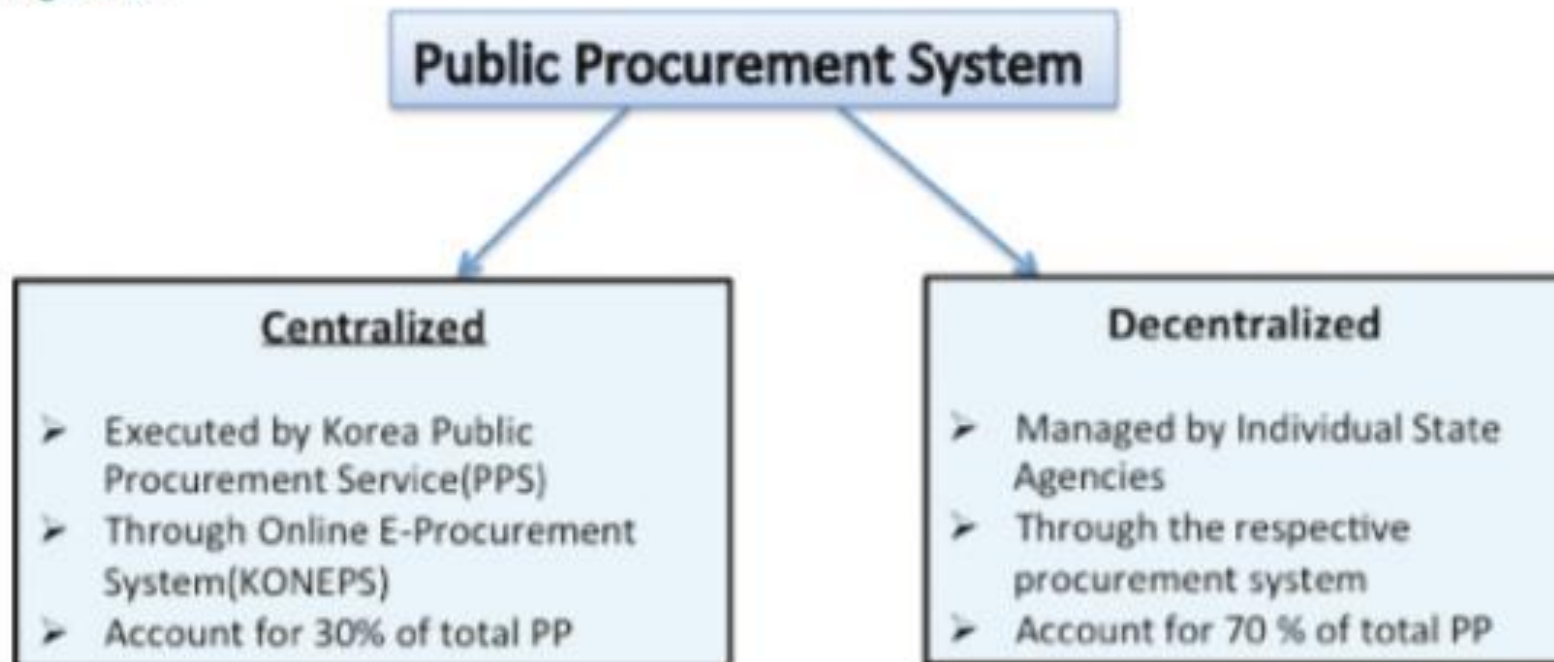 Public Procurement System
Centralized
➤ Executed by Korea Public
Procurement Service(PPS)
➤ Through Online E-Procurement
System(KONEPS)
➤ Account for 30% of total PP
Decentralized
➤ Managed by Individual State
Agencies
➤ Through the respective
procurement system
➤ Account for 70 % of total PP